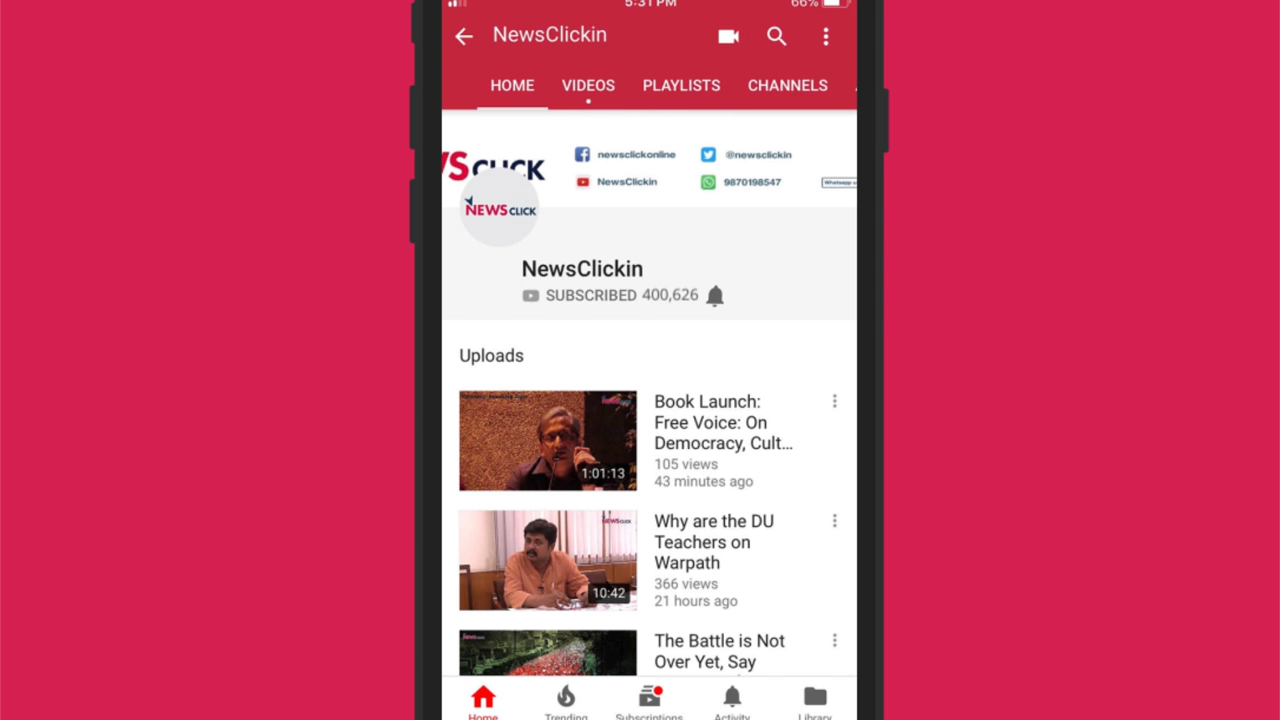 5:31 PM
66%
NewsClickin
HOME VIDEOS PLAYLISTS CHANNELS
WS CLICK
newsclickonline @newsclickin
NewsClickin 9870198547
NEWS CLICK
NewsClickin
SUBSCRIBED 400,626
Uploads
Book Launch:
Free Voice: On
Democracy, Cult...
105 views
43 minutes ago
1:01:13
Why are the DU
Teachers on
Warpath
366 views
21 hours ago
NEWSCLICK
10:42
The Battle is Not
Over Yet, Say
Home Trending Subscriptions Activity Library